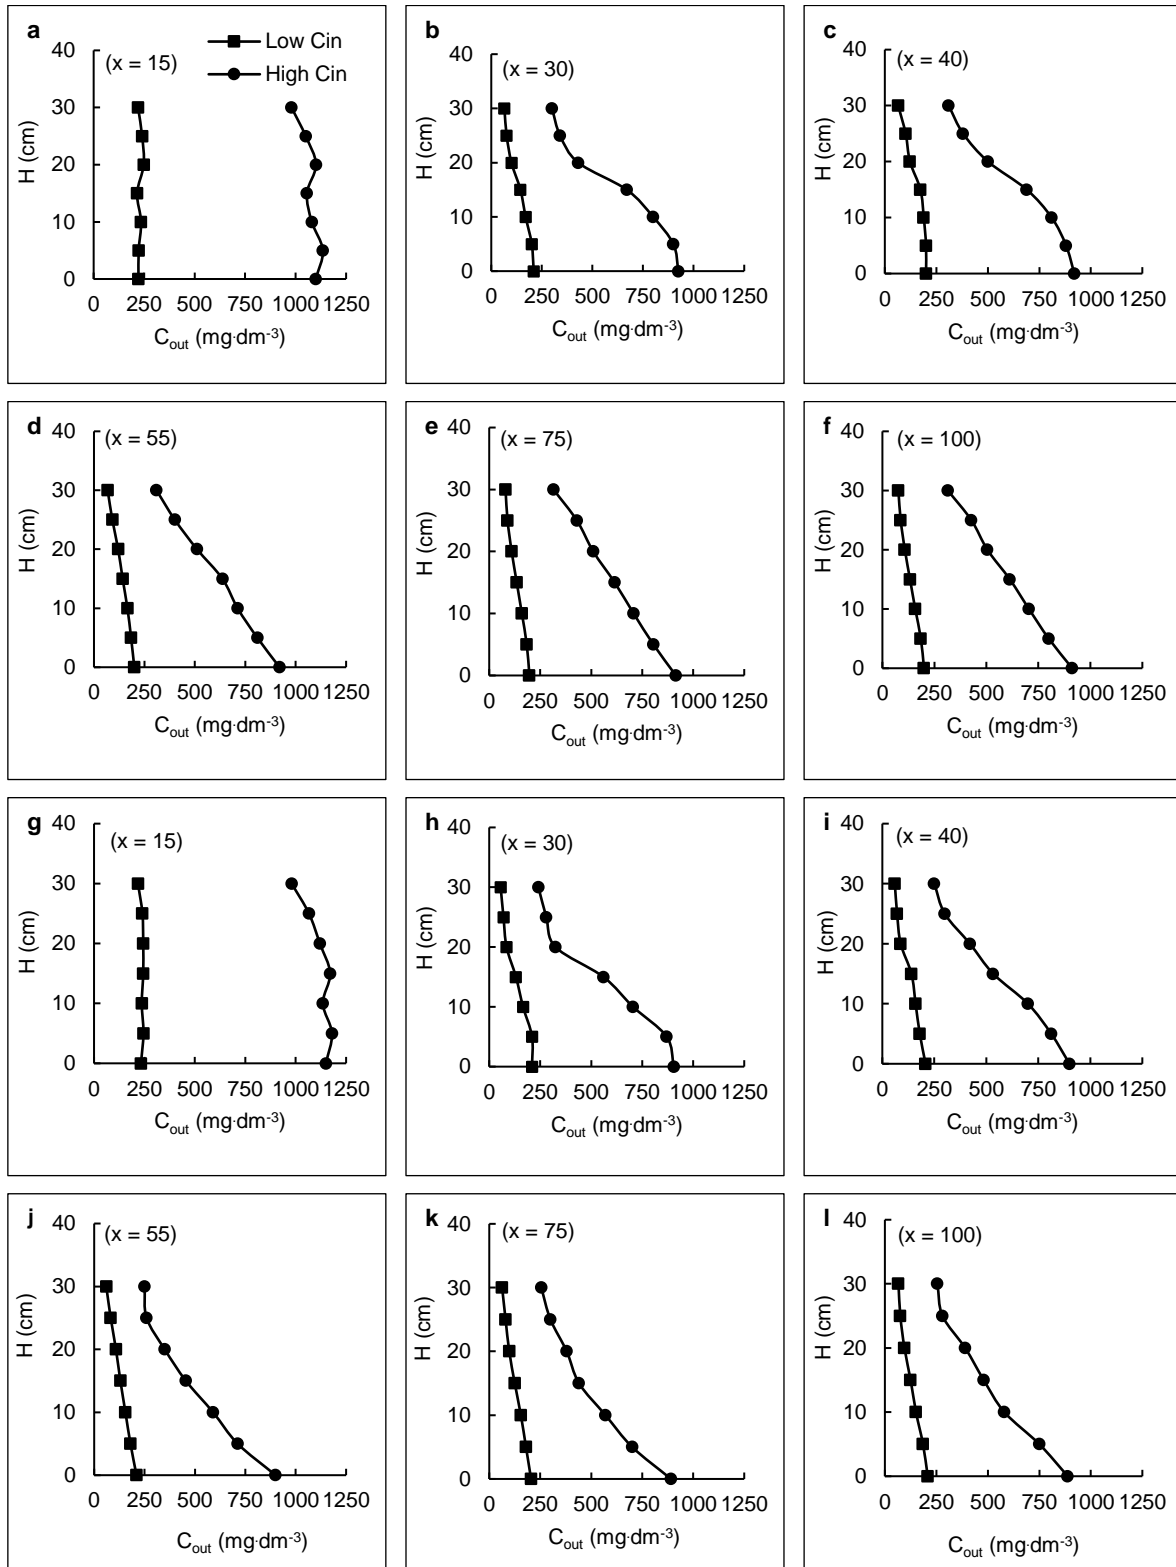 a
Low Cin
High Cin
(x = 15)
40
30
20
10
0
H (cm)
0 250 500 750 1000 1250
Cout (mg·dm-3)
b
(x = 30)
40
30
20
10
0
H (cm)
0 250 500 750 1000 1250
Cout (mg·dm-3)
c
(x = 40)
40
30
20
10
0
H (cm)
0 250 500 750 1000 1250
Cout (mg·dm-3)
d
(x = 55)
40
30
20
10
0
H (cm)
0 250 500 750 1000 1250
Cout (mg·dm-3)
e
(x = 75)
40
30
20
10
0
H (cm)
0 250 500 750 1000 1250
Cout (mg·dm-3)
f
(x = 100)
40
30
20
10
0
H (cm)
0 250 500 750 1000 1250
Cout (mg·dm-3)
g
(x = 15)
40
30
20
10
0
H (cm)
0 250 500 750 1000 1250
Cout (mg·dm-3)
h
(x = 30)
40
30
20
10
0
H (cm)
0 250 500 750 1000 1250
Cout (mg·dm-3)
i
(x = 40)
40
30
20
10
0
H (cm)
0 250 500 750 1000 1250
Cout (mg·dm-3)
j
(x = 55)
40
30
20
10
0
H (cm)
0 250 500 750 1000 1250
Cout (mg·dm-3)
k
(x = 75)
40
30
20
10
0
H (cm)
0 250 500 750 1000 1250
Cout (mg·dm-3)
l
(x = 100)
40
30
20
10
0
H (cm)
0 250 500 750 1000 1250
Cout (mg·dm-3)